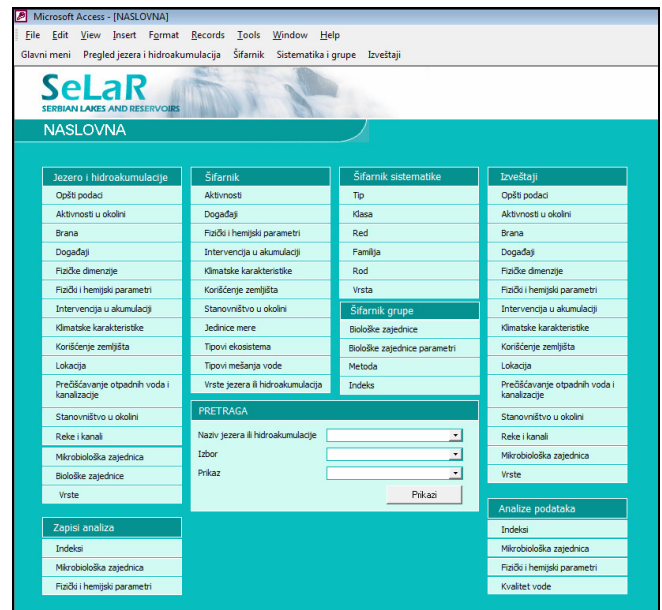 Microsoft Access - [NASLOVNA]
File Edit View Insert Format Records Tools Window Help
Glavni meni Pregled jezera i hidroakumulacija Šifarnik Sistematika i grupe Izveštaji
SeLaR
SERBIAN LAKES AND RESERVOIRS
NASLOVNA
Jezero i hidroakumulacije
Opšti podaci
Aktivnosti u okolini
Brana
Događaji
Fizičke dimenzije
Fizički i hemijski parametri
Intervencija u akumulaciji
Klimatske karakteristike
Korišćenje zemljišta
Lokacija
Prečišćavanje otpadnih voda i
kanalizacije
Stanovništvo u okolini
Reke i kanali
Mikrobiološka zajednica
Biološke zajednice
Vrste
Zapisi analiza
Indeksi
Mikrobiološka zajednica
Fizički i hemijski parametri
Šifarnik
Aktivnosti
Događaji
Fizički i hemijski parametri
Intervencija u akumulaciji
Klimatske karakteristike
Korišćenje zemljišta
Stanovništvo u okolini
Jedinice mere
Tipovi ekosistema
Tipovi mešanja vode
Vrste jezera ili hidroakumulacija
Šifarnik sistematike
Tip
Klasa
Red
Familija
Rod
Vrsta
Šifarnik grupe
Biološke zajednice
Biološke zajednice parametri
Metoda
Indeks
PRETRAGA
Naziv jezera ili hidroakumulacije
Izbor
Prikaz
Prikazi
Izveštaji
Opšti podaci
Aktivnosti u okolini
Brana
Događaji
Fizičke dimenzije
Fizički i hemijski parametri
Intervencija u akumulaciji
Klimatske karakteristike
Korišćenje zemljišta
Lokacija
Prečišćavanje otpadnih voda i
kanalizacije
Stanovništvo u okolini
Reke i kanali
Mikrobiološka zajednica
Vrste
Analize podataka
Indeksi
Mikrobiološka zajednica
Fizički i hemijski parametri
Kvalitet vode